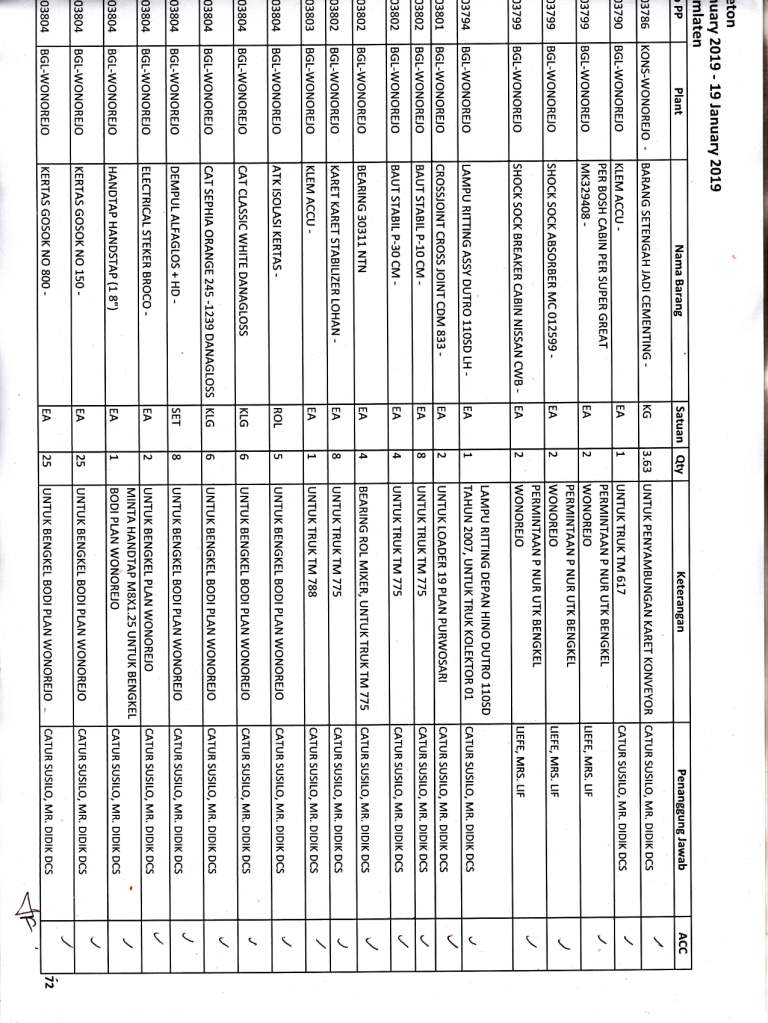 eton
mlaten
nuary 2019 - 19 January 2019
PP Plant Nama Barang Satuan Qty Keterangan Penanggung Jawab ACC
03786 KONS-WONOREJO - BARANG SETENGAH JADI CEMENTING - KG 3.63 UNTUK PENYAMBUNGAN KARET KONVEYOR CATUR SUSILO, MR. DIDIK DCS ✓
03790 BGL-WONOREJO KLEM ACCU - EA 1 UNTUK TRUK TM 617 CATUR SUSILO, MR. DIDIK DCS ✓
03799 BGL-WONOREJO PER BOSH CABIN PER SUPER GREAT
MK329408 - EA 2 PERMINTAAN P NUR UTK BENGKEL
WONOREJO LIEFE, MRS. LIF ✓
03799 BGL-WONOREJO SHOCK SOCK ABSORBER MC 012599 - EA 2 PERMINTAAN P NUR UTK BENGKEL
WONOREJO LIEFE, MRS. LIF ✓
03799 BGL-WONOREJO SHOCK SOCK BREAKER CABIN NISSAN CWB - EA 2 PERMINTAAN P NUR UTK BENGKEL
WONOREJO LIEFE, MRS. LIF ✓
03794 BGL-WONOREJO LAMPU RITTING ASSY DUTRO 110SD LH - EA 1 LAMPU RITTING DEPAN HINO DUTRO 110SD
TAHUN 2007, UNTUK TRUK KOLEKTOR 01 CATUR SUSILO, MR. DIDIK DCS ✓
03801 BGL-WONOREJO CROSSJOINT CROSS JOINT CDM 833 - EA 2 UNTUK LOADER 19 PLAN PURWOSARI CATUR SUSILO, MR. DIDIK DCS ✓
03802 BGL-WONOREJO BAUT STABIL P-10 CM - EA 8 UNTUK TRUK TM 775 CATUR SUSILO, MR. DIDIK DCS ✓
03802 BGL-WONOREJO BAUT STABIL P-30 CM - EA 4 UNTUK TRUK TM 775 CATUR SUSILO, MR. DIDIK DCS ✓
03802 BGL-WONOREJO BEARING 30311 NTN EA 4 BEARING ROL MIXER, UNTUK TRUK TM 775 CATUR SUSILO, MR. DIDIK DCS ✓
03802 BGL-WONOREJO KARET KARET STABILIZER LOHAN - EA 8 UNTUK TRUK TM 775 CATUR SUSILO, MR. DIDIK DCS ✓
03803 BGL-WONOREJO KLEM ACCU - EA 1 UNTUK TRUK TM 788 CATUR SUSILO, MR. DIDIK DCS ✓
03804 BGL-WONOREJO ATK ISOLASI KERTAS - ROL 5 UNTUK BENGKEL BODI PLAN WONOREJO CATUR SUSILO, MR. DIDIK DCS ✓
03804 BGL-WONOREJO CAT CLASSIC WHITE DANAGLOSS KLG 6 UNTUK BENGKEL BODI PLAN WONOREJO CATUR SUSILO, MR. DIDIK DCS ✓
03804 BGL-WONOREJO CAT SEPHIA ORANGE 245 -1239 DANAGLOSS KLG 6 UNTUK BENGKEL BODI PLAN WONOREJO CATUR SUSILO, MR. DIDIK DCS ✓
03804 BGL-WONOREJO DEMPUL ALFAGLOS + HD - SET 8 UNTUK BENGKEL BODI PLAN WONOREJO CATUR SUSILO, MR. DIDIK DCS ✓
03804 BGL-WONOREJO ELECTRICAL STEKER BROCO - EA 2 UNTUK BENGKEL PLAN WONOREJO CATUR SUSILO, MR. DIDIK DCS ✓
03804 BGL-WONOREJO HANDTAP HANDSTAP (1 8") EA 1 MINTA HANDTAP M8X1.25 UNTUK BENGKEL
BODI PLAN WONOREJO CATUR SUSILO, MR. DIDIK DCS ✓
03804 BGL-WONOREJO KERTAS GOSOK NO 150 - EA 25 UNTUK BENGKEL BODI PLAN WONOREJO CATUR SUSILO, MR. DIDIK DCS ✓
03804 BGL-WONOREJO KERTAS GOSOK NO 800 - EA 25 UNTUK BENGKEL BODI PLAN WONOREJO - CATUR SUSILO, MR. DIDIK DCS ✓